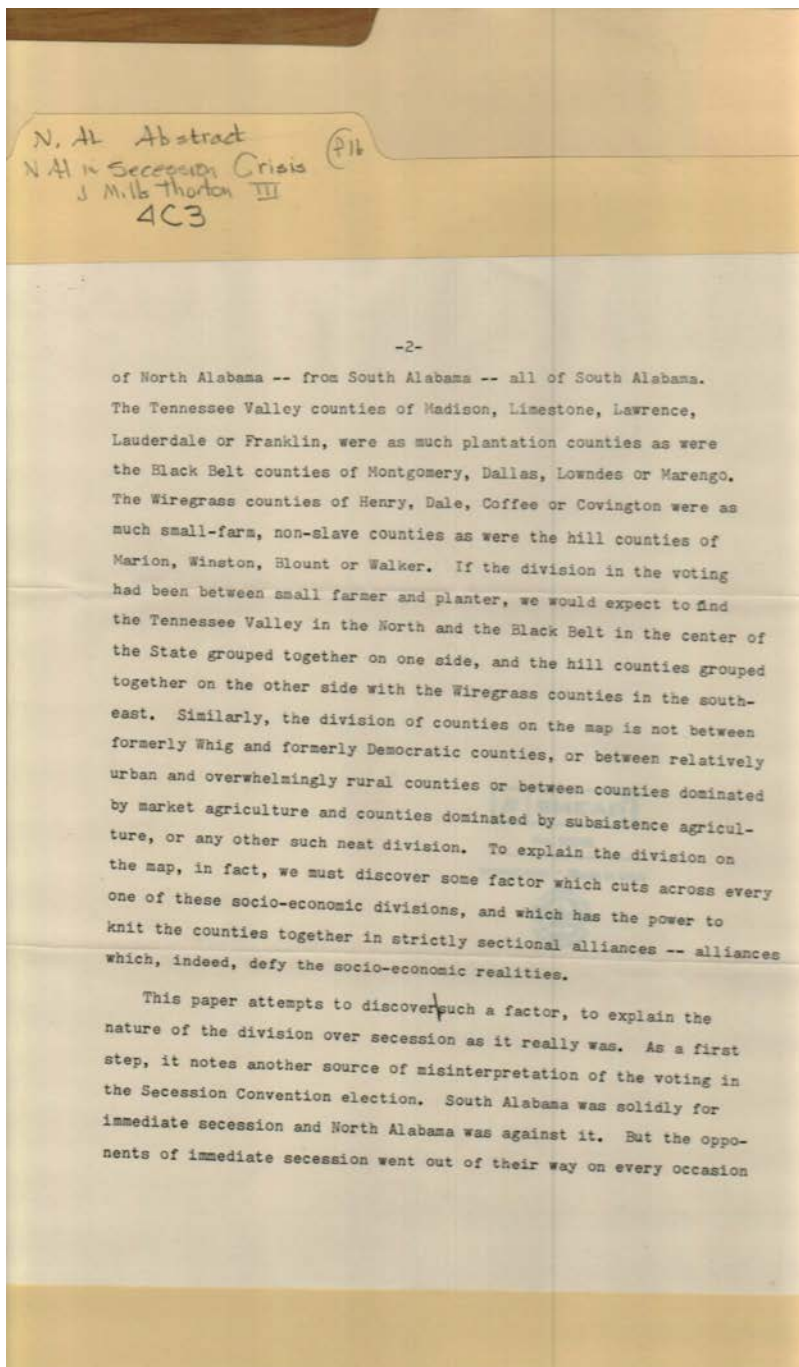 N. AL Abstract
N Al in Secession Crisis
J Mills Thorton III
4C3
P16
-2-
of North Alabama -- from South Alabama -- all of South Alabama.
The Tennessee Valley counties of Madison, Limestone, Lawrence,
Lauderdale or Franklin, were as much plantation counties as were
the Black Belt counties of Montgomery, Dallas, Lowndes or Marengo.
The Wiregrass counties of Henry, Dale, Coffee or Covington were as
much small-farm, non-slave counties as were the hill counties of
Marion, Winston, Blount or Walker. If the division in the voting
had been between small farmer and planter, we would expect to find
the Tennessee Valley in the North and the Black Belt in the center of
the State grouped together on one side, and the hill counties grouped
together on the other side with the Wiregrass counties in the south-
east. Similarly, the division of counties on the map is not between
formerly Whig and formerly Democratic counties, or between relatively
urban and overwhelmingly rural counties or between counties dominated
by market agriculture and counties dominated by subsistence agricul-
ture, or any other such neat division. To explain the division on
the map, in fact, we must discover some factor which cuts across every
one of these socio-economic divisions, and which has the power to
knit the counties together in strictly sectional alliances -- alliances
which, indeed, defy the socio-economic realities.
This paper attempts to discover such a factor, to explain the
nature of the division over secession as it really was. As a first
step, it notes another source of misinterpretation of the voting in
the Secession Convention election. South Alabama was solidly for
immediate secession and North Alabama was against it. But the oppo-
nents of immediate secession went out of their way on every occasion